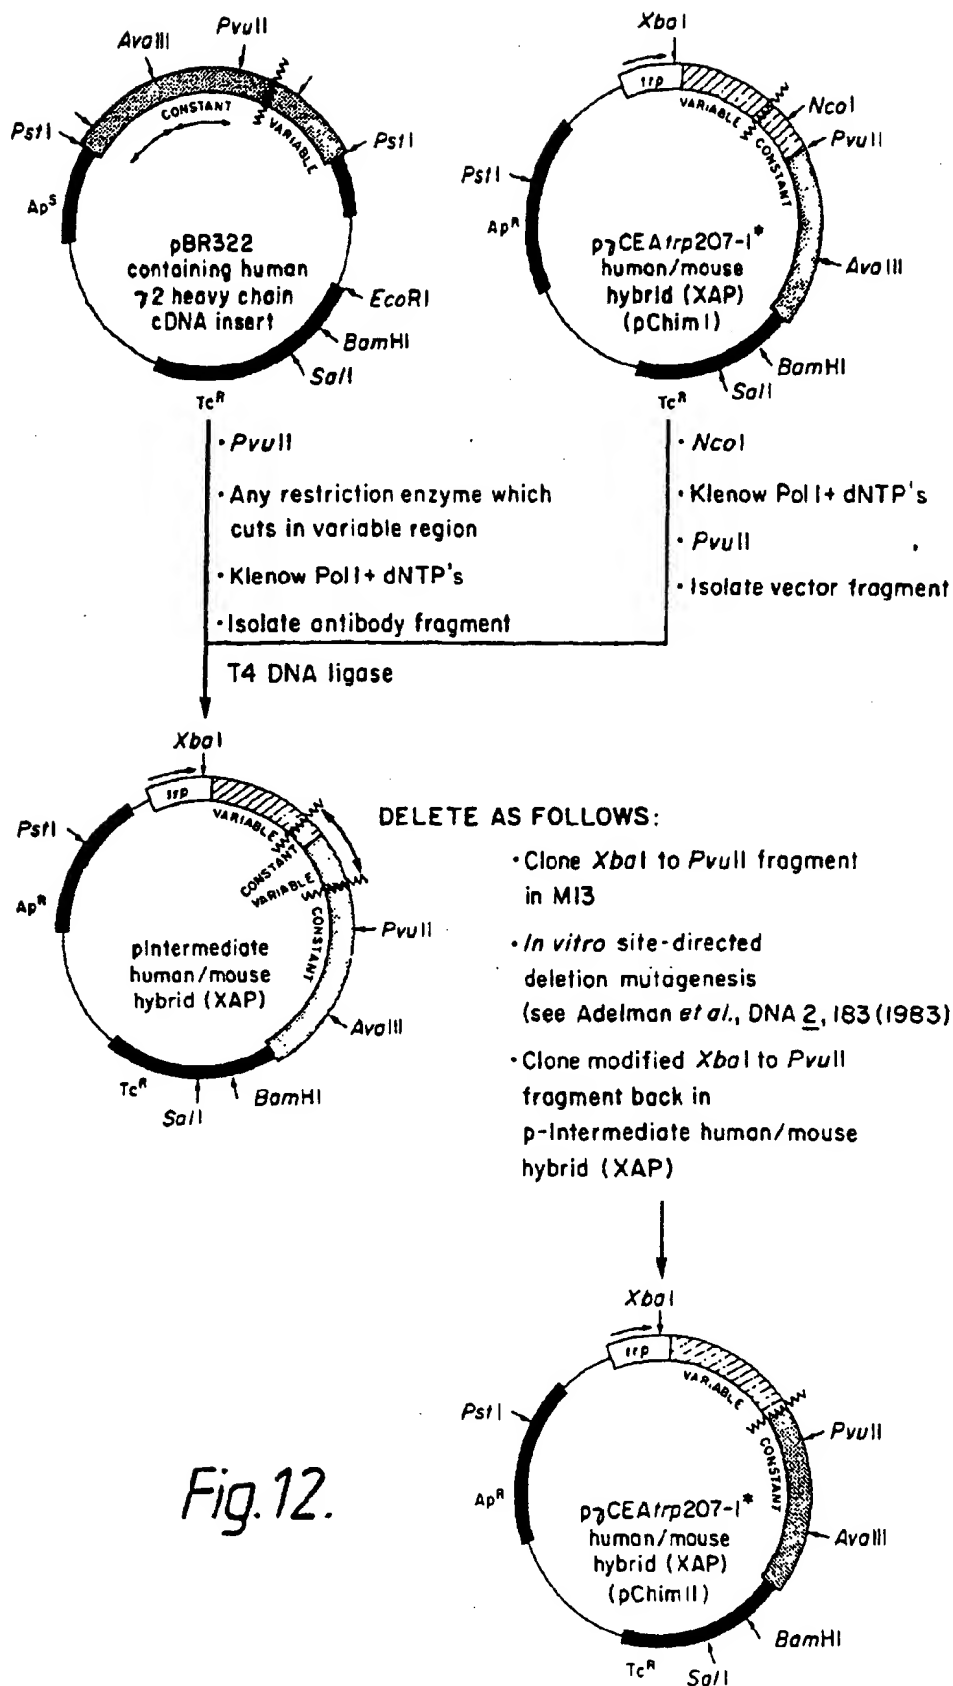 PvuII
AvaIII
PstI
CONSTANT
VARIABLE
PstI
Ap^S
pBR322
containing human
γ2 heavy chain
cDNA insert
EcoRI
BamHI
SalI
Tc^R
XbaI
trp
VARIABLE
NcoI
PvuII
CONSTANT
PstI
Ap^R
pγCEAtrp207-1*
human/mouse
hybrid (XAP)
(pChim1)
AvaIII
BamHI
SalI
Tc^R
• PvuII
• Any restriction enzyme which
cuts in variable region
• Klenow Pol I + dNTP's
• Isolate antibody fragment
• NcoI
• Klenow Pol I + dNTP's
• PvuII
• Isolate vector fragment
T4 DNA ligase
XbaI
trp
PstI
VARIABLE
CONSTANT
VARIABLE
CONSTANT
Ap^R
PvuII
pIntermediate
human/mouse
hybrid (XAP)
AvaIII
Tc^R
BamHI
SalI
DELETE AS FOLLOWS:
• Clone XbaI to PvuII fragment
in M13
• In vitro site-directed
deletion mutagenesis
(see Adelman et al., DNA 2, 183 (1983)
• Clone modified XbaI to PvuII
fragment back in
p-Intermediate human/mouse
hybrid (XAP)
XbaI
trp
VARIABLE
PstI
PvuII
CONSTANT
Ap^R
pγCEAtrp207-1*
human/mouse
hybrid (XAP)
(pChimII)
AvaIII
BamHI
Tc^R
SalI
Fig.12.